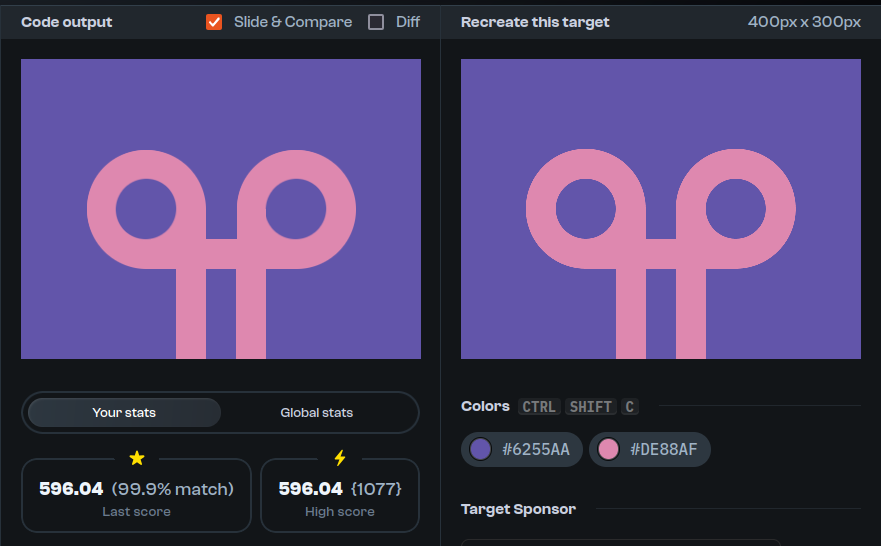 Code output
Slide & Compare
Diff
Recreate this target
400px x 300px
Your stats
Global stats
596.04 (99.9% match)
Last score
596.04 {1077}
High score
Colors CTRL SHIFT C
#6255AA
#DE88AF
Target Sponsor